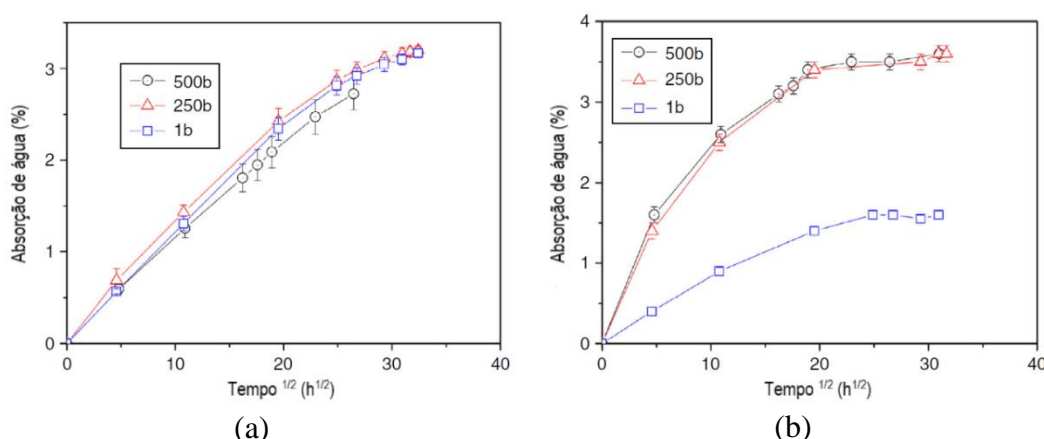 3
2
1
0
0
10
20
30
40
Absorção de água (%)
Tempo 1/2 (h1/2)
500b
250b
1b
(a)
4
3
2
1
0
0
10
20
30
40
Absorção de água (%)
Tempo 1/2 (h1/2)
500b
250b
1b
(b)